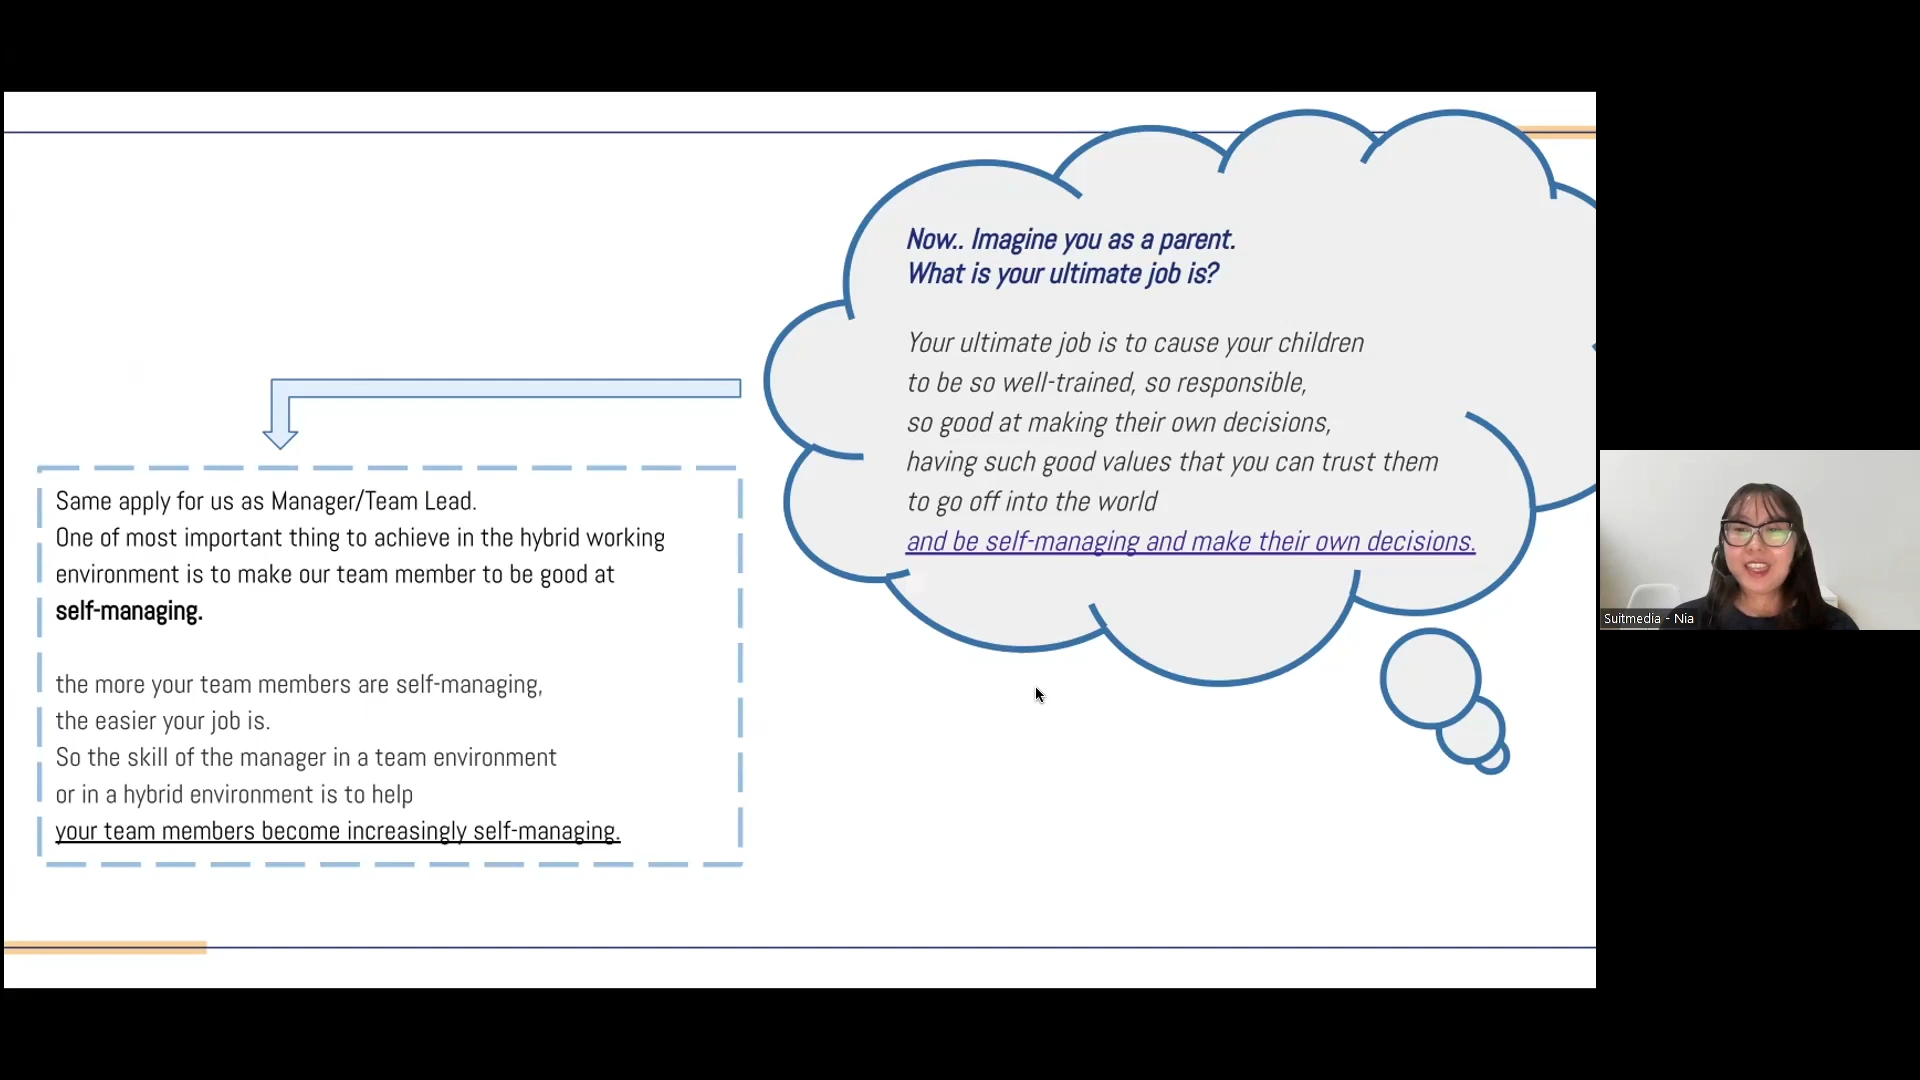 Now.. Imagine you as a parent.
What is your ultimate job is?
Your ultimate job is to cause your children
to be so well-trained, so responsible,
so good at making their own decisions,
having such good values that you can trust them
to go off into the world
and be self-managing and make their own decisions.
Same apply for us as Manager/Team Lead.
One of most important thing to achieve in the hybrid working
environment is to make our team member to be good at
self-managing.
the more your team members are self-managing,
the easier your job is.
So the skill of the manager in a team environment
or in a hybrid environment is to help
your team members become increasingly self-managing.
Suitmedia - Nia